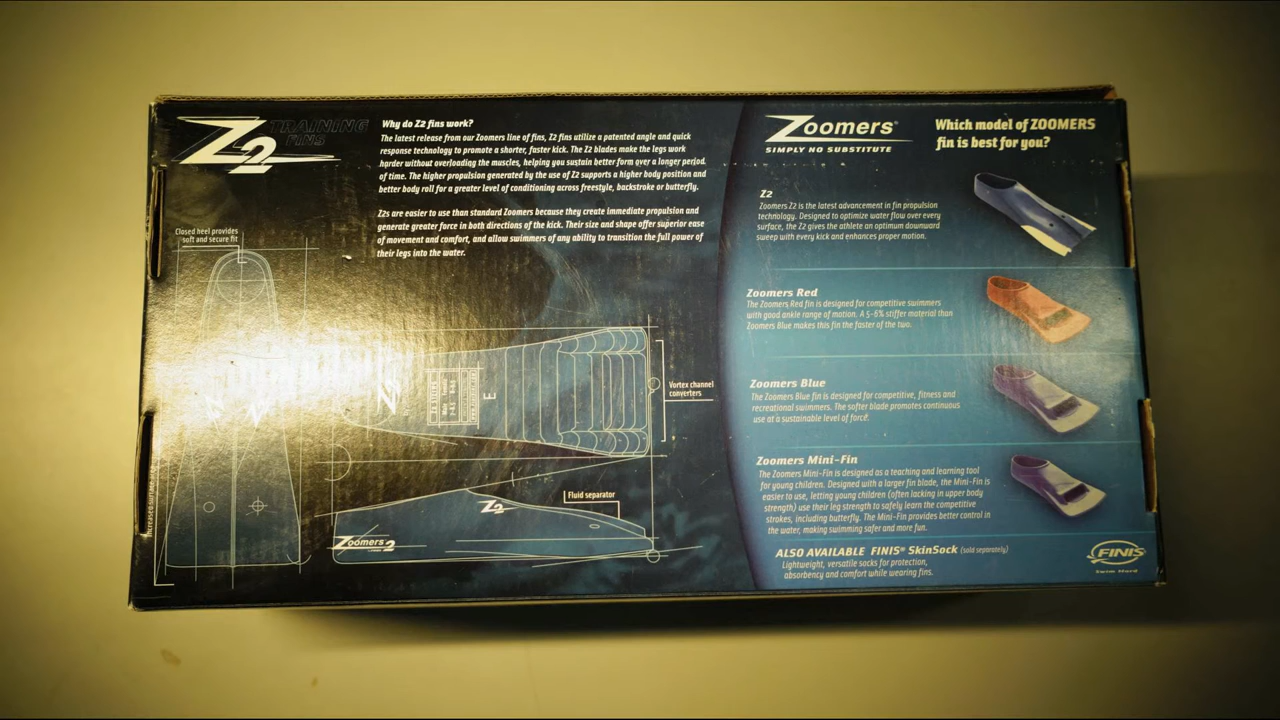 Z2 TRAINING
FINS
Why do Z2 fins work?
The latest release from our Zoomers line of fins, Z2 fins utilize a patented angle and quick
response technology to promote a shorter, faster kick. The Z2 blades make the legs work
harder without overloading the muscles, helping you sustain better form over a longer period
of time. The higher propulsion generated by the use of Z2 supports a higher body position and
better body roll for a greater level of conditioning across freestyle, backstroke or butterfly.
Z2s are easier to use than standard Zoomers because they create immediate propulsion and
generate greater force in both directions of the kick. Their size and shape offer superior ease
of movement and comfort, and allow swimmers of any ability to transition the full power of
their legs into the water.
Closed heel provides
soft and secure fit
Vortex channel
converters
E
Fluid separator
Z2
Zoomers 2
Zoomers®
SIMPLY NO SUBSTITUTE
Which model of ZOOMERS
fin is best for you?
Z2
Zoomers Z2 is the latest advancement in fin propulsion
technology. Designed to optimize water flow over every
surface, the Z2 gives the athlete an optimum downward
sweep with every kick and enhances proper motion.
Zoomers Red
The Zoomers Red fin is designed for competitive swimmers
with good ankle range of motion. A 5-6% stiffer material than
Zoomers Blue makes this fin the faster of the two.
Zoomers Blue
The Zoomers Blue fin is designed for competitive, fitness and
recreational swimmers. The softer blade promotes continuous
use at a sustainable level of force.
Zoomers Mini-Fin
The Zoomers Mini-Fin is designed as a teaching and learning tool
for young children. Designed with a larger fin blade, the Mini-Fin is
easier to use, letting young children (often lacking in upper body
strength) use their leg strength to safely learn the competitive
strokes, including butterfly. The Mini-Fin provides better control in
the water, making swimming safer and more fun.
ALSO AVAILABLE FINIS® SkinSock (sold separately)
Lightweight, versatile socks for protection,
absorbency and comfort while wearing fins.
FINIS
Swim Hard